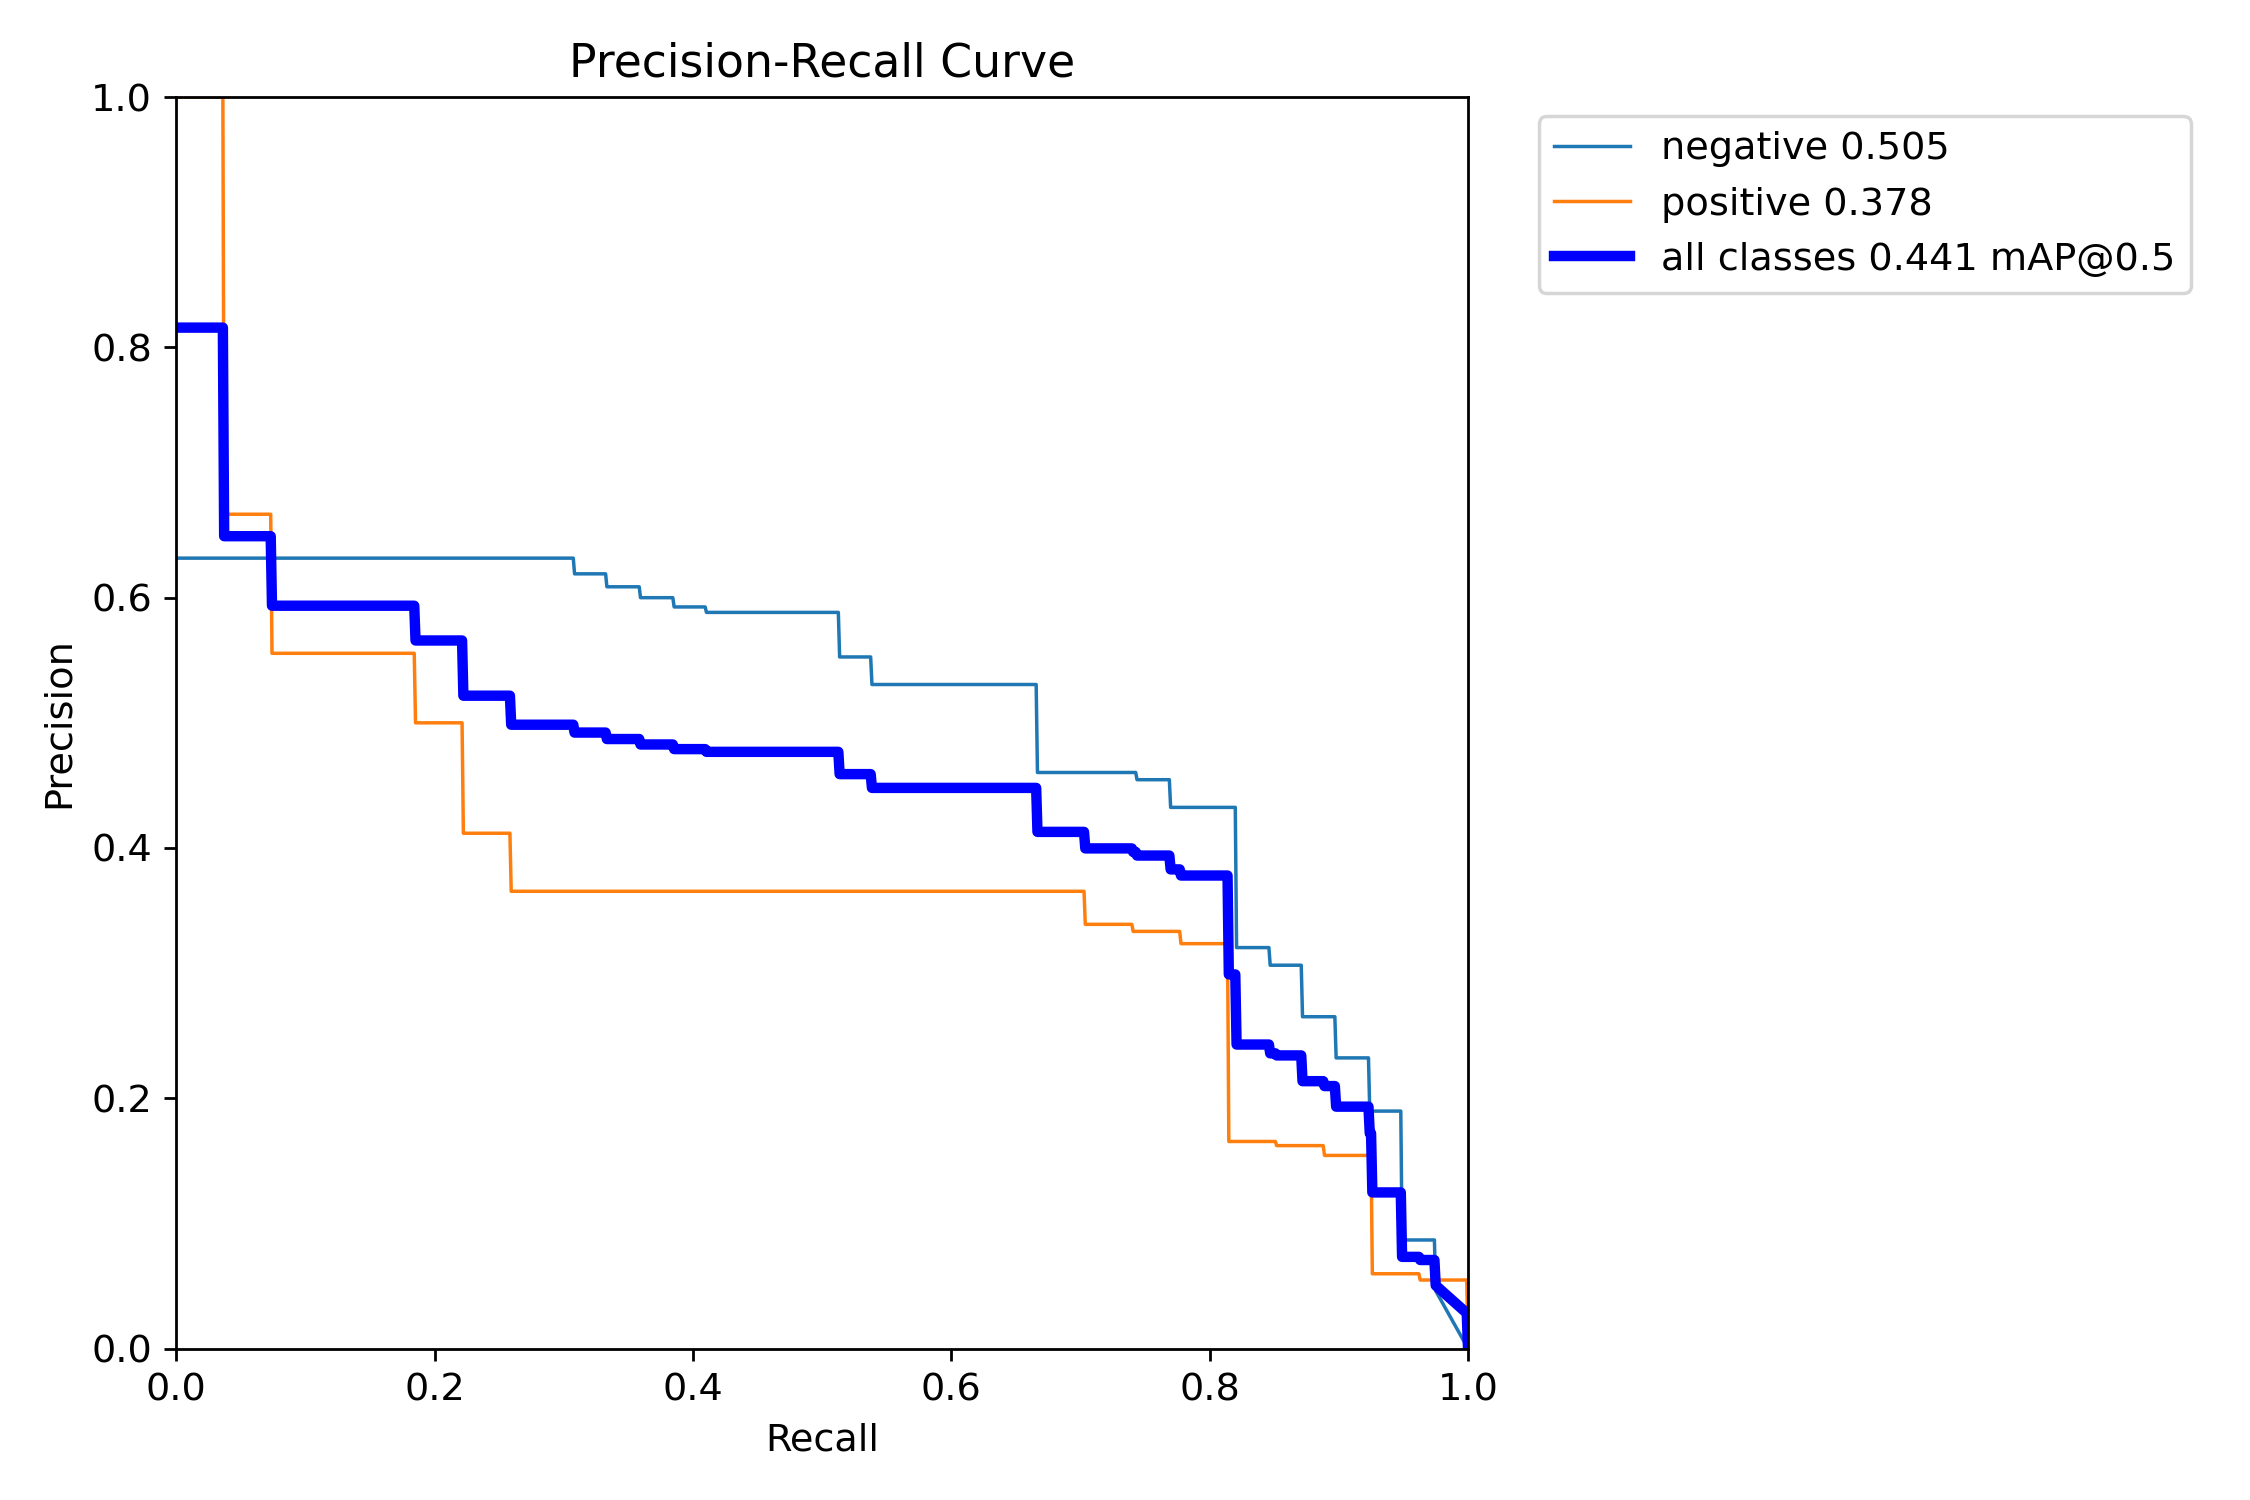 Precision-Recall Curve
1.0
0.8
0.6
0.4
0.2
0.0
Precision
0.0 0.2 0.4 0.6 0.8 1.0
Recall
negative 0.505
positive 0.378
all classes 0.441 mAP@0.5